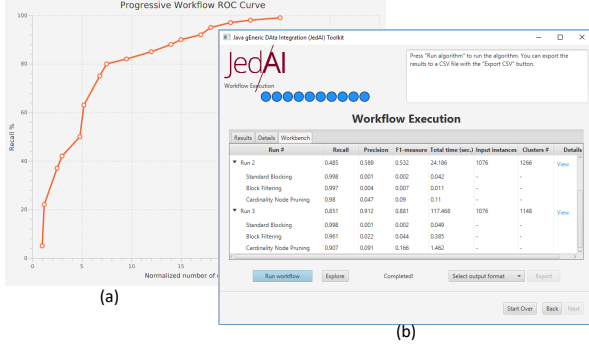 Progressive Workflow ROC Curve
100
80
60
40
20
0
Recall %
0
5
10
15
Normalized number of
(a)
Java gEneric DAta Integration (JedAI) Toolkit
JedAI
Workflow Execution
Press "Run algorithm" to run the algorithm. You can export the
results to a CSV file with the "Export CSV" button.
Workflow Execution
Results Details Workbench
Run # Recall Precision F1-measure Total time (sec.) Input instances Clusters # Details
Run 2 0.485 0.589 0.532 24.186 1076 1266 View
Standard Blocking 0.998 0.001 0.002 0.042 - -
Block Filtering 0.997 0.004 0.007 0.011 - -
Cardinality Node Pruning 0.98 0.047 0.09 0.11 - -
Run 3 0.851 0.912 0.881 117.468 1076 1148 View
Standard Blocking 0.998 0.001 0.002 0.049 - -
Block Filtering 0.961 0.022 0.044 0.385 - -
Cardinality Node Pruning 0.907 0.091 0.166 1.462 - -
Run workflow Explore Completed! Select output format Export
Start Over Back Next
(b)